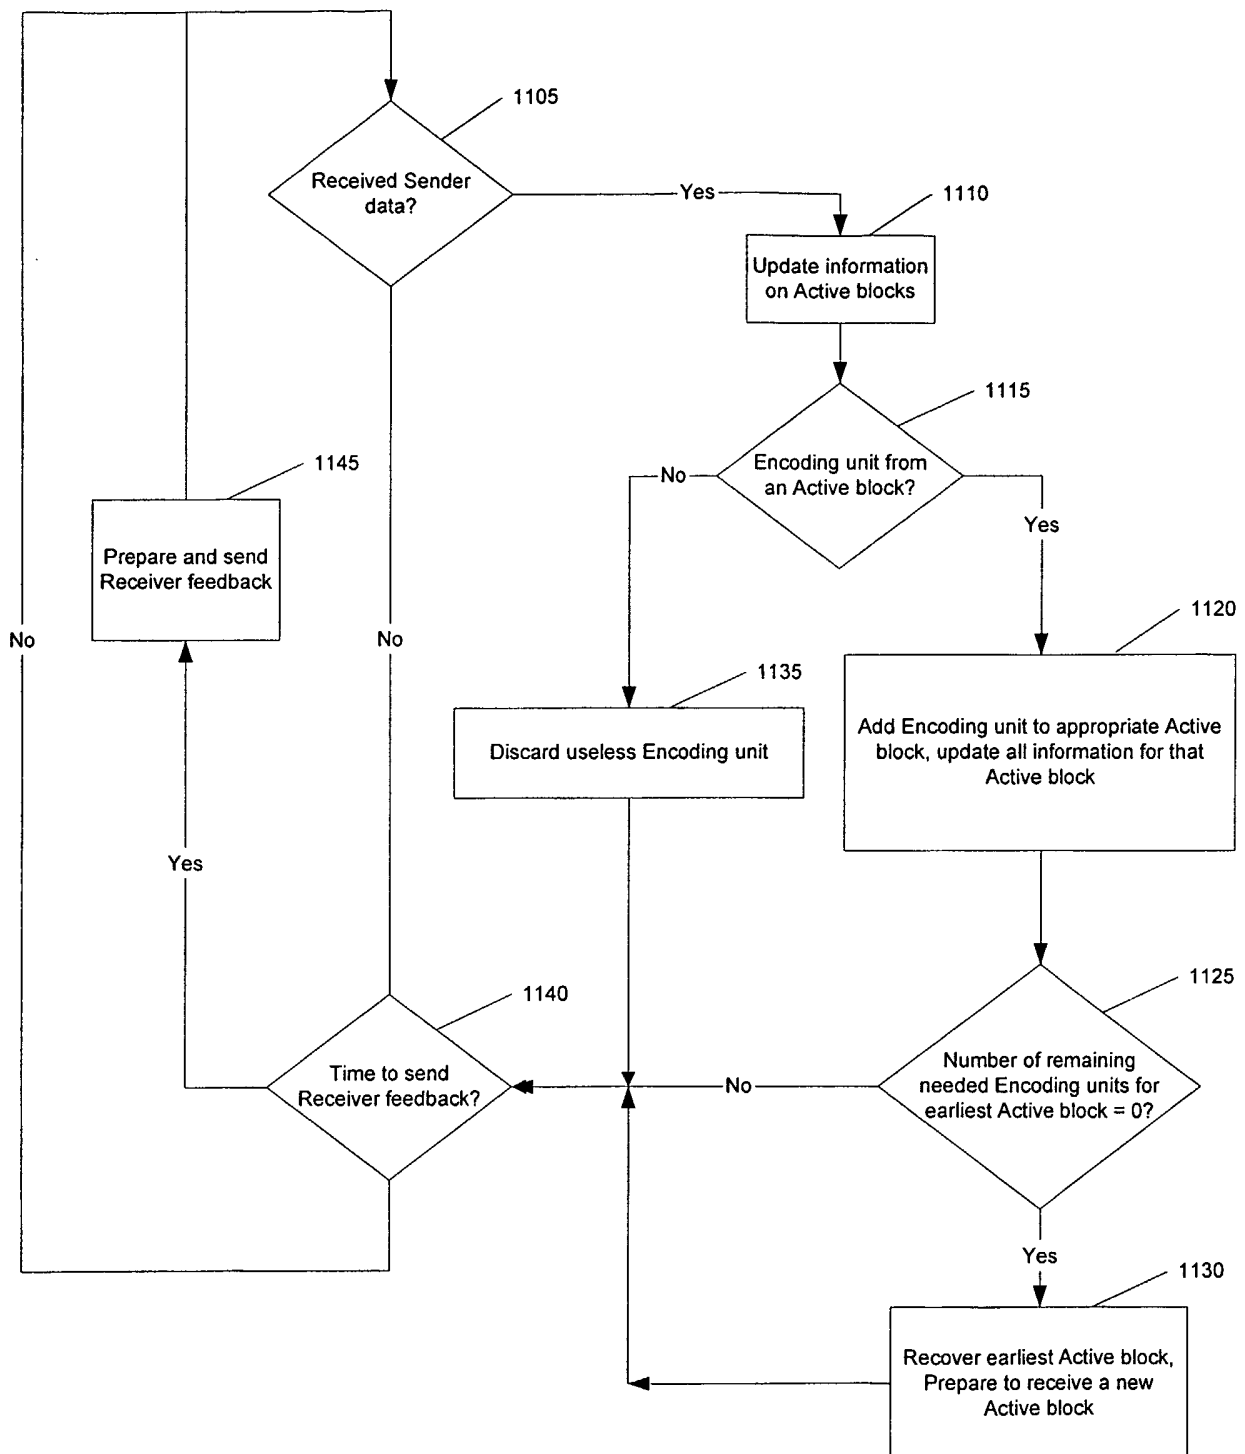 1105
Received Sender
data?
Yes
1110
Update information
on Active blocks
1115
Encoding unit from
an Active block?
No
Yes
1145
Prepare and send
Receiver feedback
No
No
1120
Add Encoding unit to appropriate Active
block, update all information for that
Active block
1135
Discard useless Encoding unit
Yes
1140
Time to send
Receiver feedback?
No
1125
Number of remaining
needed Encoding units for
earliest Active block = 0?
Yes
1130
Recover earliest Active block,
Prepare to receive a new
Active block